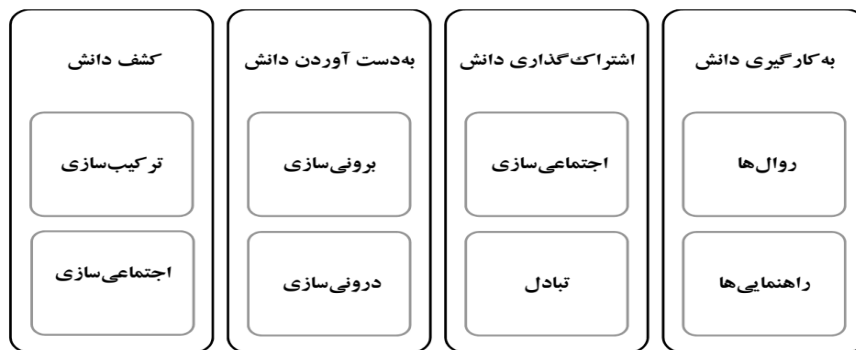 به‌کارگیری دانش
روال‌ها
راهنمایی‌ها
اشتراک‌گذاری دانش
اجتماعی‌سازی
تبادل
به‌دست آوردن دانش
برونی‌سازی
درونی‌سازی
کشف دانش
ترکیب‌سازی
اجتماعی‌سازی